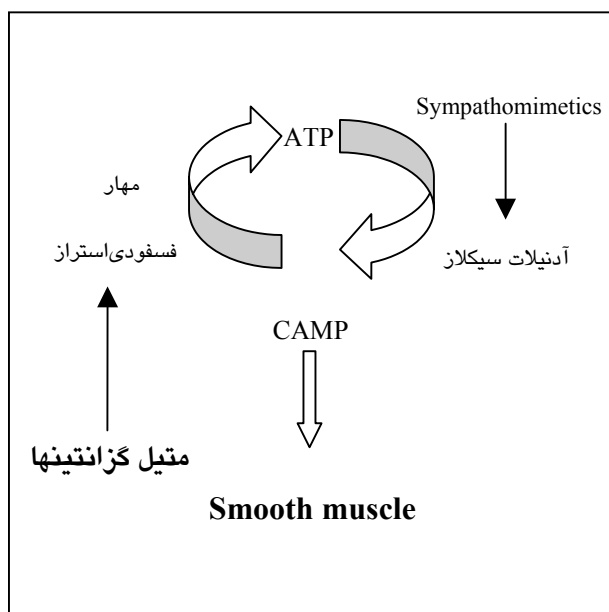 Sympathomimetics
ATP
مهار
فسفودی‌استراز
آدنیلات سیکلاز
CAMP
متیل گزانتینها
Smooth muscle